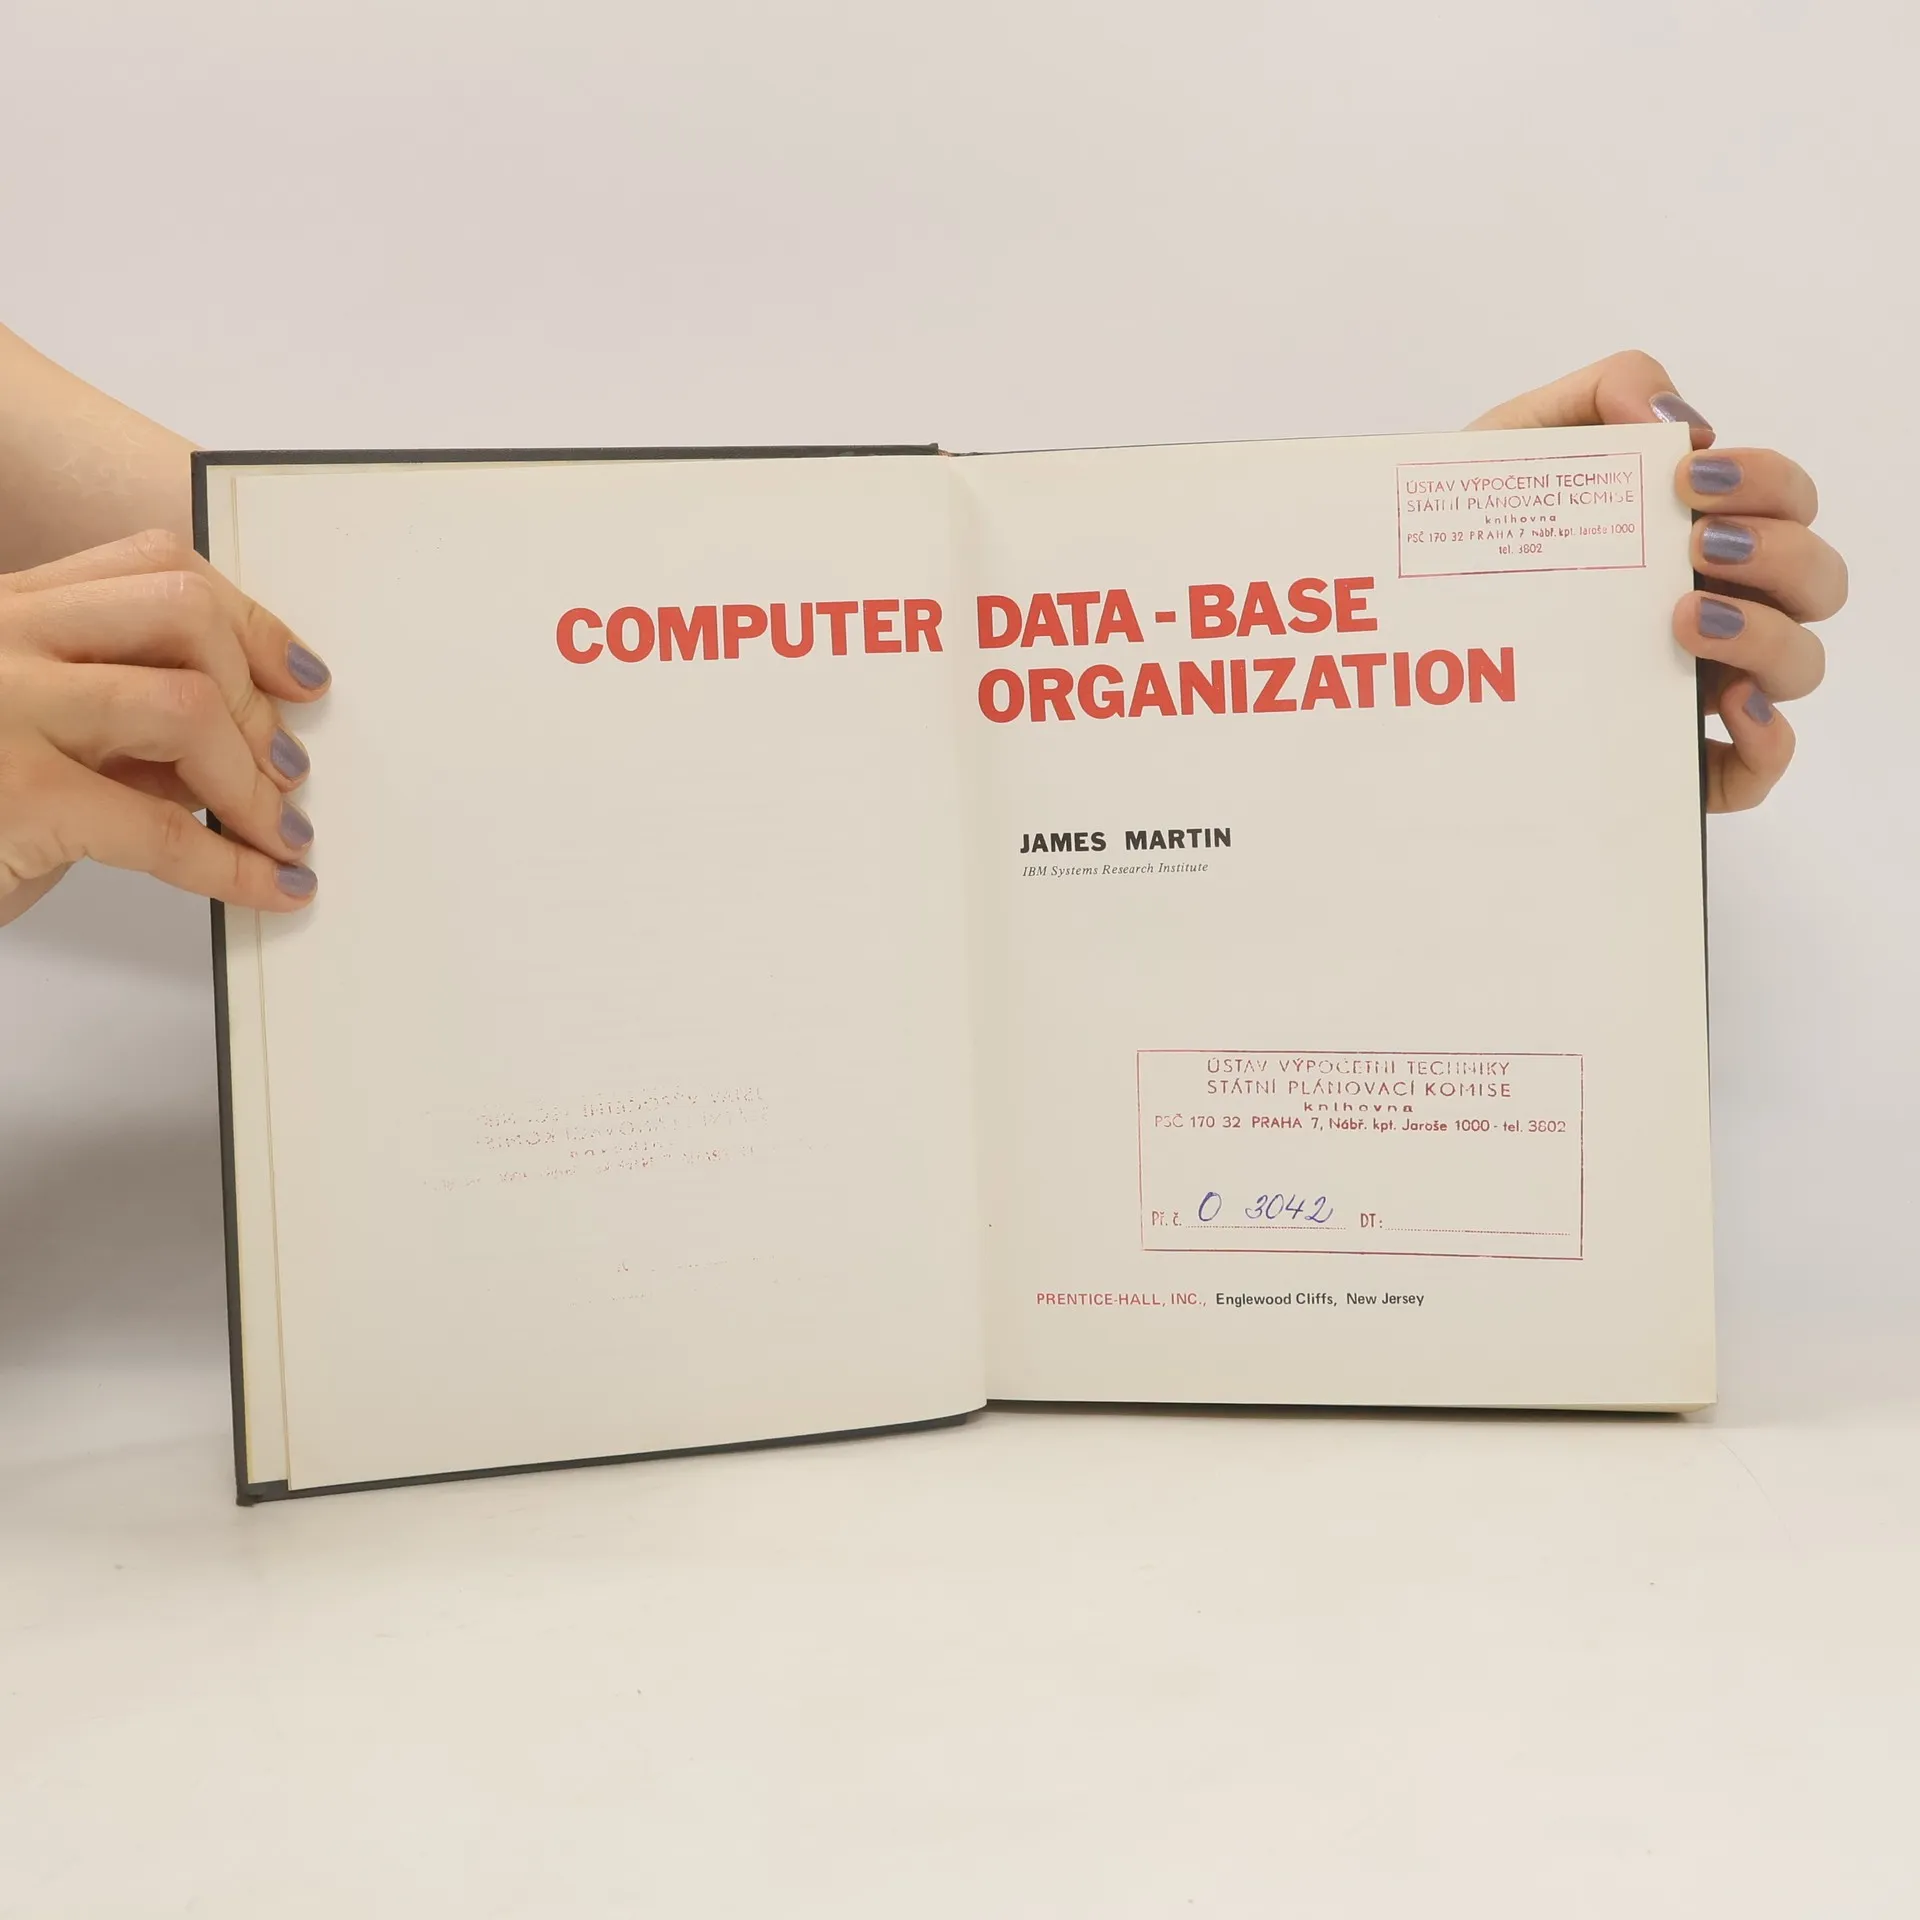 ÚSTAV VÝPOČETNÍ TECHNIKY
STÁTNÍ PLÁNOVACÍ KOMISE
knihovna
PSČ 170 32 PRAHA 7 Nábř. kpt. Jaroše 1000
tel. 3802
COMPUTER DATA-BASE
ORGANIZATION
JAMES MARTIN
IBM Systems Research Institute
ÚSTAV VÝPOČETNÍ TECHNIKY
STÁTNÍ PLÁNOVACÍ KOMISE
knihovna
PSČ 170 32 PRAHA 7, Nábř. kpt. Jaroše 1000 - tel. 3802
Př. č. O 3042 DT:
PRENTICE-HALL, INC., Englewood Cliffs, New Jersey